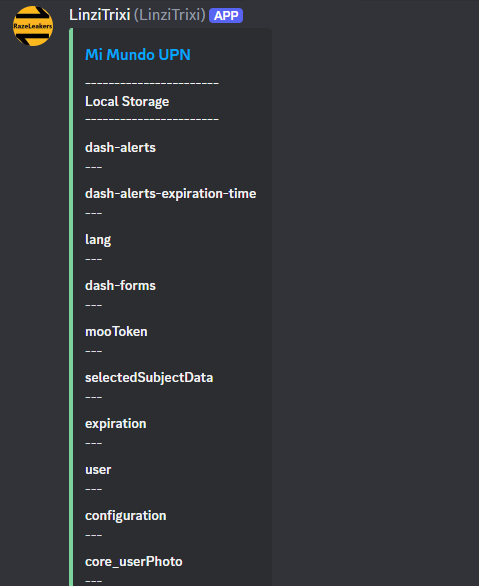 RazeLeakers
LinziTrixi (LinziTrixi) APP
Mi Mundo UPN
-----------------------
Local Storage
-----------------------
dash-alerts
---
dash-alerts-expiration-time
---
lang
---
dash-forms
---
mooToken
---
selectedSubjectData
---
expiration
---
user
---
configuration
---
core_userPhoto
---